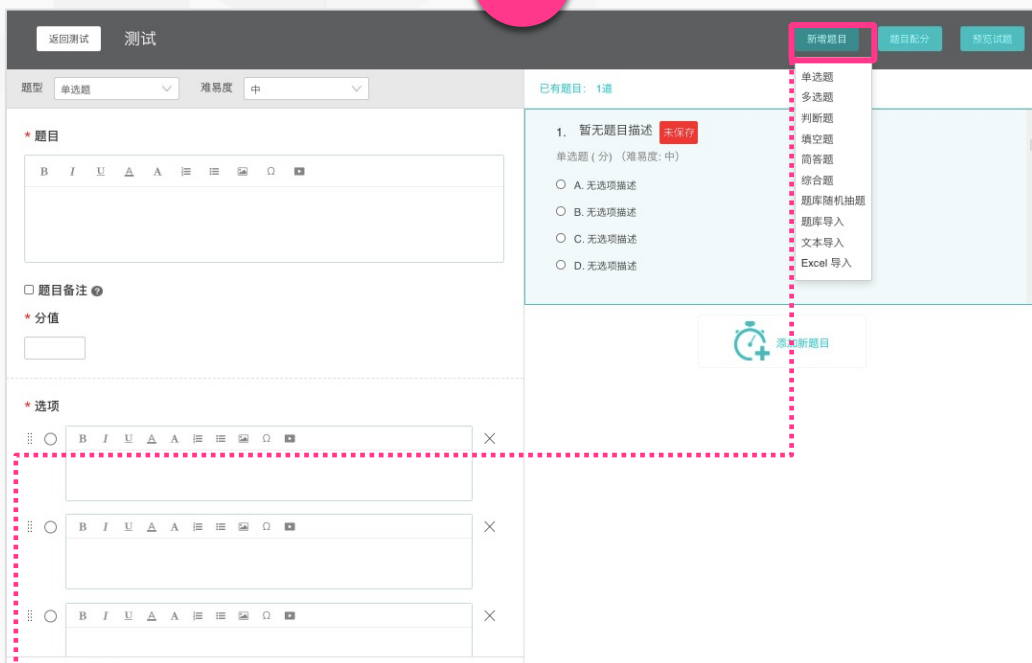 返回测试 测试 新增题目 题目配分 预览试题
题型 单选题 难易度 中
* 题目
B I U A A Ω
□ 题目备注
* 分值
* 选项
B I U A A Ω
B I U A A Ω
B I U A A Ω
已有题目: 1道
1. 暂无题目描述 未保存
单选题 ( 分) (难易度: 中)
A. 无选项描述
B. 无选项描述
C. 无选项描述
D. 无选项描述
添加新题目
单选题
多选题
判断题
填空题
简答题
综合题
题库随机抽题
题库导入
文本导入
Excel 导入